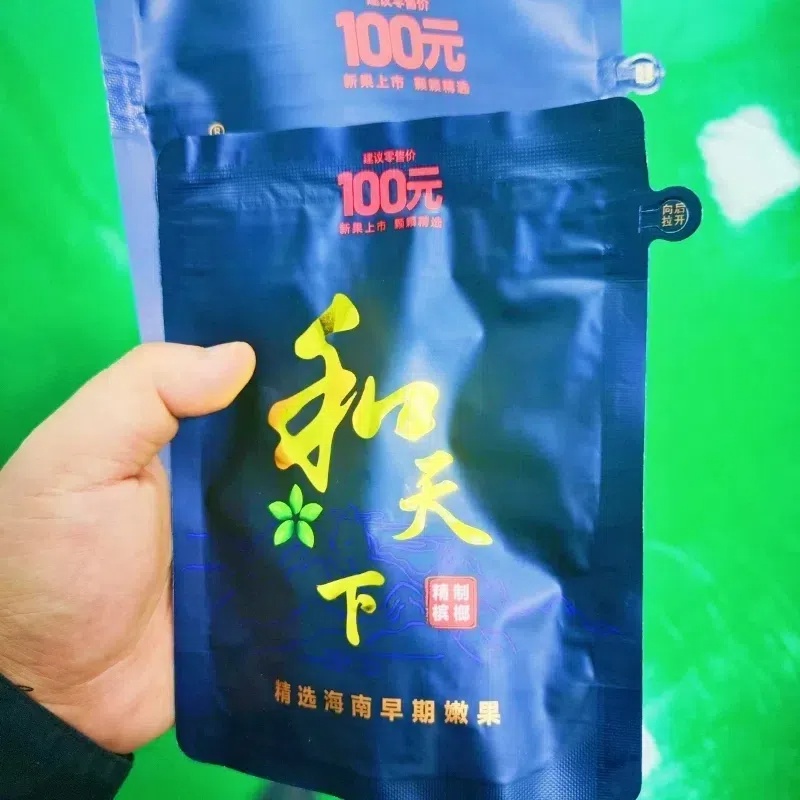 建议零售价
100元
新果上市 颗颗精选
R
建议零售价
100元
新果上市 颗颗精选
向后
拉开
和
天
下
精制
槟榔
精选海南早期嫩果